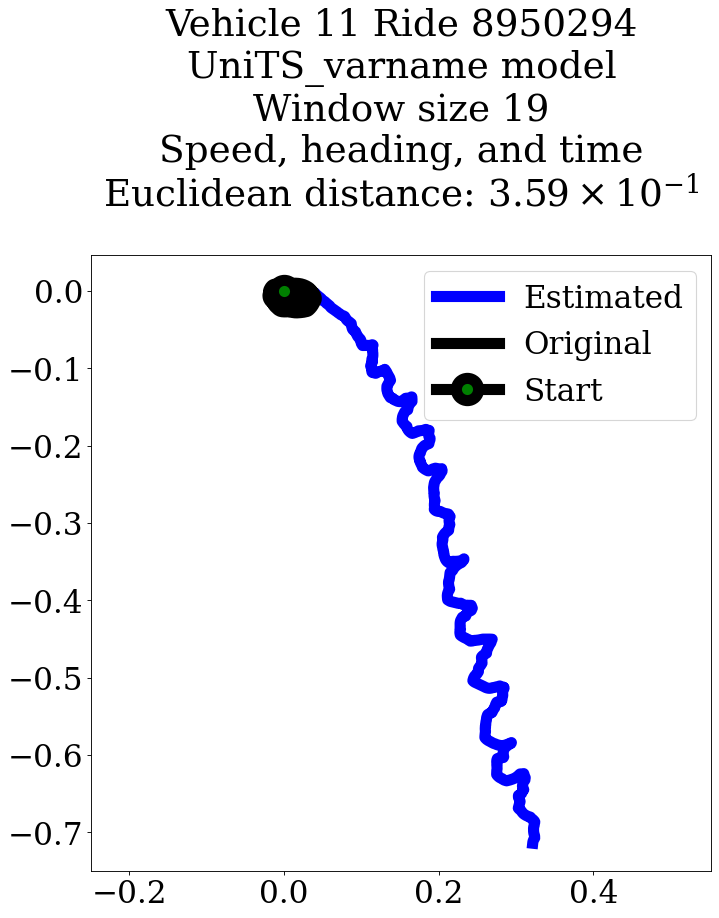 Vehicle 11 Ride 8950294
UniTS_varname model
Window size 19
Speed, heading, and time
Euclidean distance: 3.59 × 10⁻¹
Estimated
Original
Start
0.0
−0.1
−0.2
−0.3
−0.4
−0.5
−0.6
−0.7
−0.2 0.0 0.2 0.4